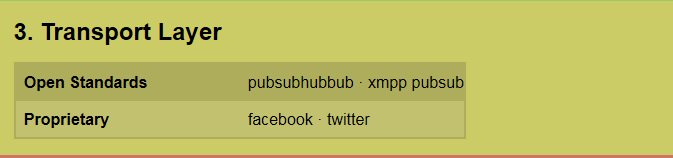 3. Transport Layer
Open Standards pubsubhubbub · xmpp pubsub
Proprietary facebook · twitter